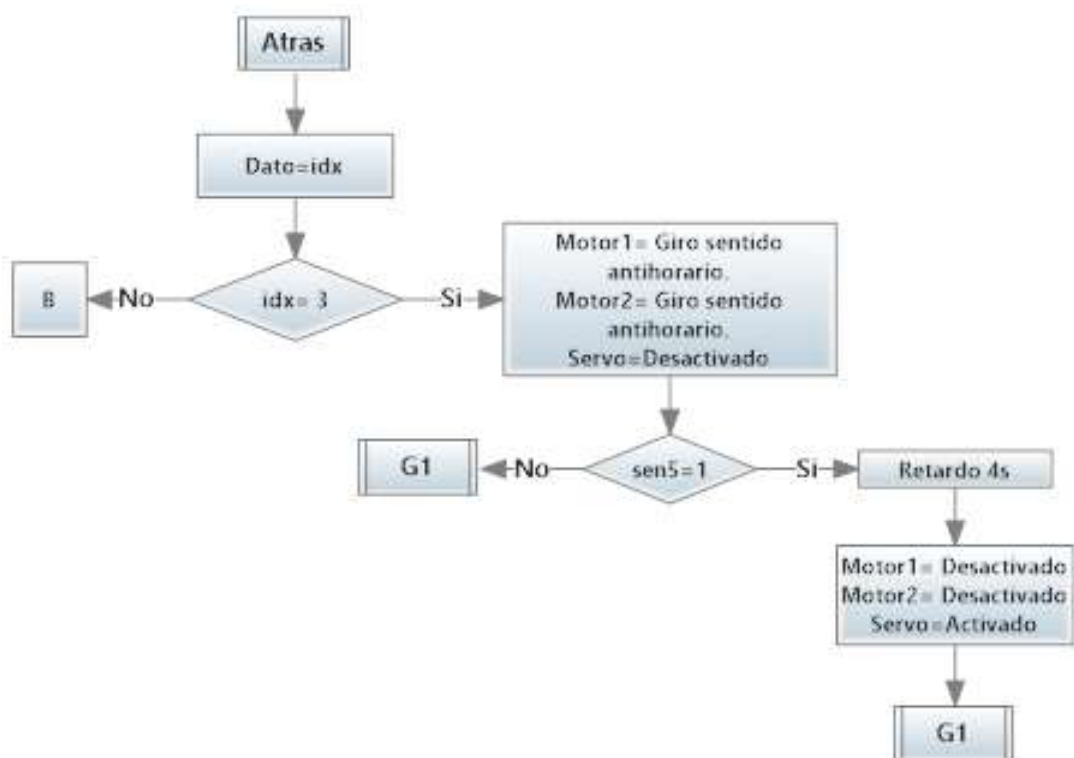 Atras
Dato=idx
B
No
idx= 3
Si
Motor1= Giro sentido
antihorario.
Motor2= Giro sentido
antihorario.
Servo=Desactivado
G1
No
sen5=1
Si
Retardo 4s
Motor1= Desactivado
Motor2= Desactivado
Servo=Activado
G1